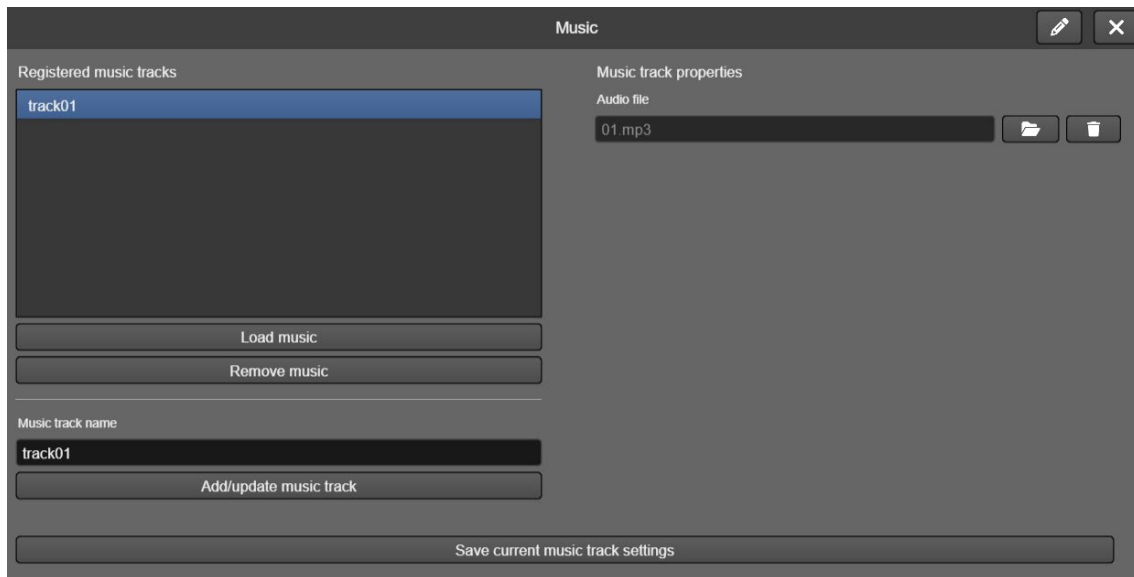 Music
Registered music tracks
track01
Load music
Remove music
Music track name
track01
Add/update music track
Music track properties
Audio file
01.mp3
Save current music track settings